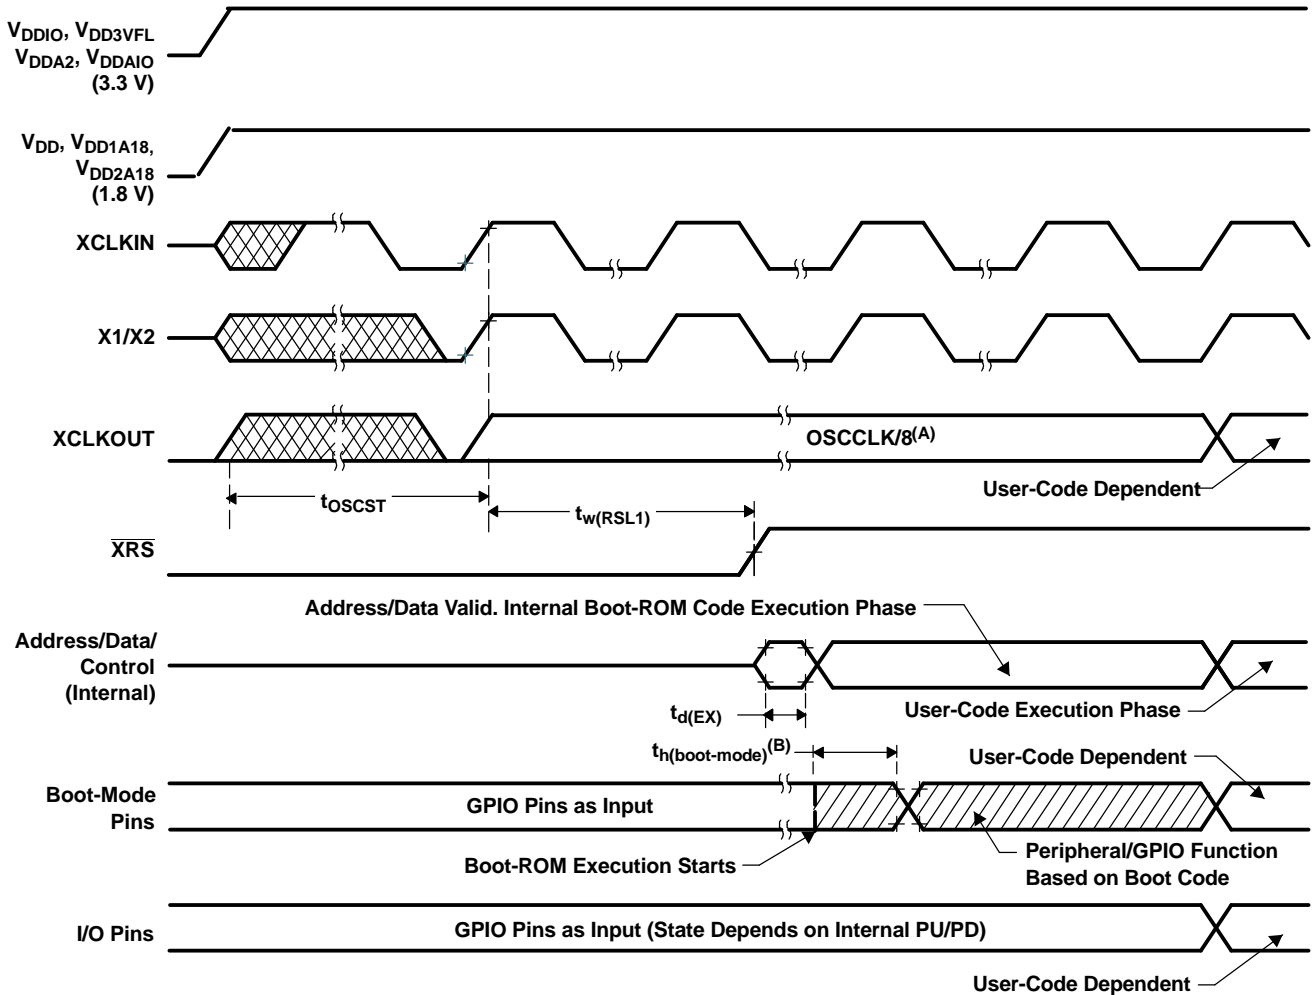 VDDIO, VDD3VFL
VDDA2, VDDAIO
(3.3 V)
VDD, VDD1A18,
VDD2A18
(1.8 V)
XCLKIN
X1/X2
XCLKOUT
OSCCLK/8(A)
User-Code Dependent
tOSCST
tw(RSL1)
XRS
Address/Data Valid. Internal Boot-ROM Code Execution Phase
Address/Data/
Control
(Internal)
td(EX)
User-Code Execution Phase
th(boot-mode)(B)
User-Code Dependent
Boot-Mode
Pins
GPIO Pins as Input
Boot-ROM Execution Starts
Peripheral/GPIO Function
Based on Boot Code
I/O Pins
GPIO Pins as Input (State Depends on Internal PU/PD)
User-Code Dependent